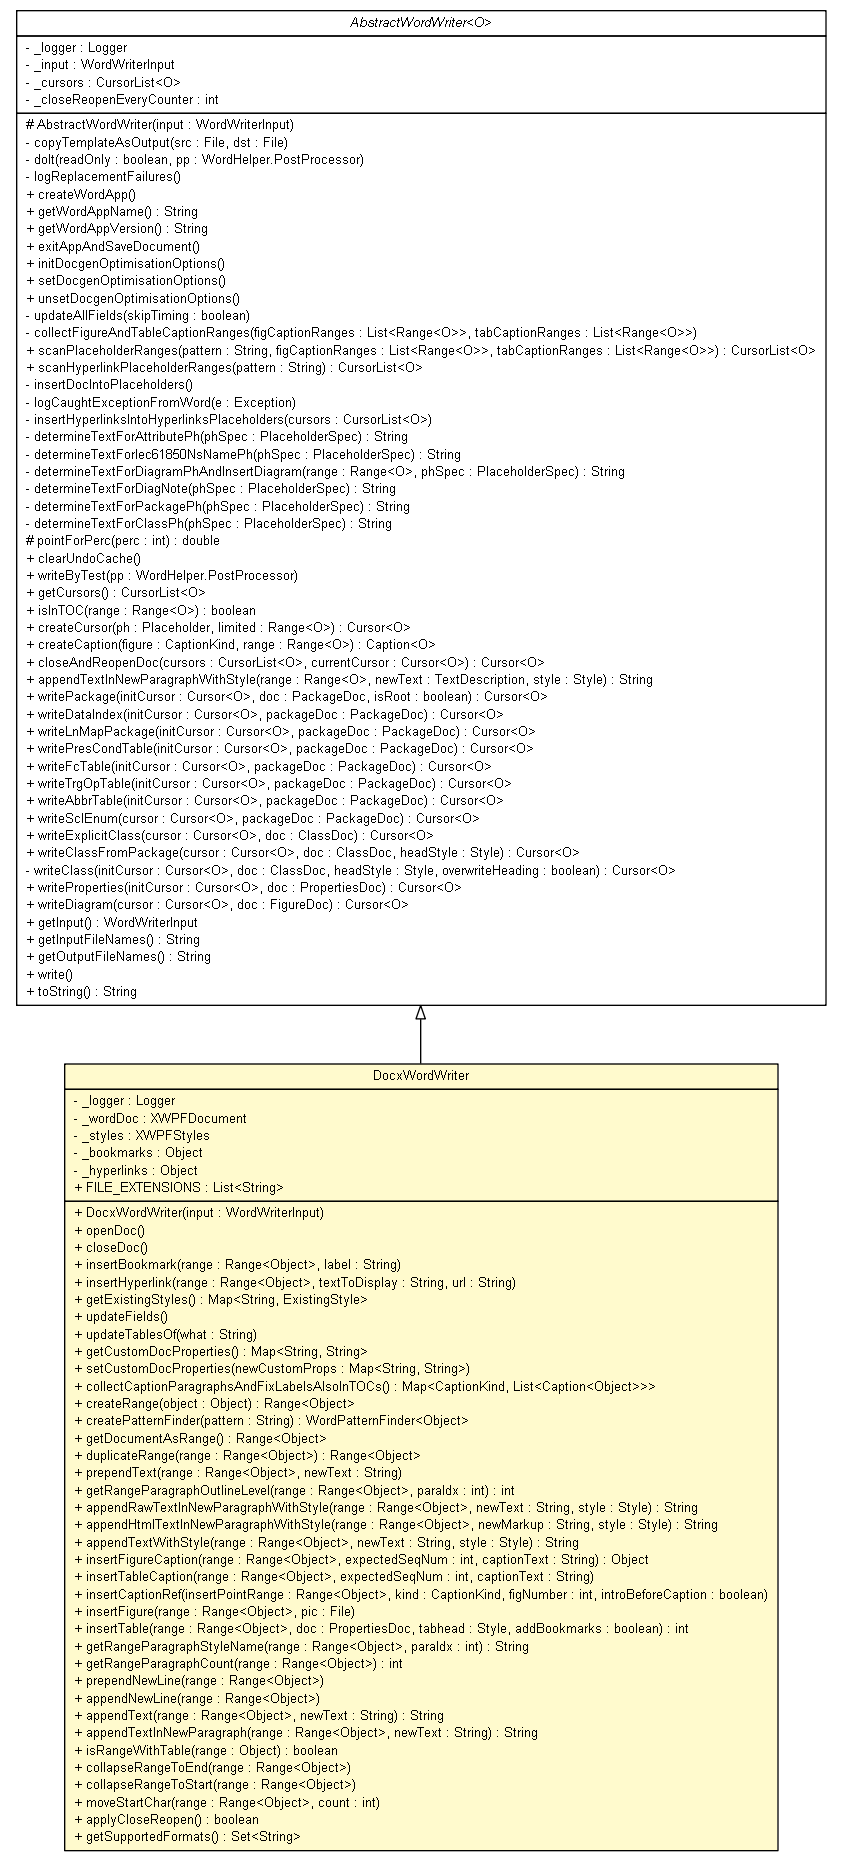 AbstractWordWriter<O>
- _logger : Logger
- _input : WordWriterInput
- _cursors : CursorList<O>
- _closeReopenEveryCounter : int
# AbstractWordWriter(input : WordWriterInput)
- copyTemplateAsOutput(src : File, dst : File)
- doIt(readOnly : boolean, pp : WordHelper.PostProcessor)
- logReplacementFailures()
+ createWordApp()
+ getWordAppName() : String
+ getWordAppVersion() : String
+ exitAppAndSaveDocument()
+ initDocgenOptimisationOptions()
+ setDocgenOptimisationOptions()
+ unsetDocgenOptimisationOptions()
- updateAllFields(skipTiming : boolean)
- collectFigureAndTableCaptionRanges(figCaptionRanges : List<Range<O>>, tabCaptionRanges : List<Range<O>>)
+ scanPlaceholderRanges(pattern : String, figCaptionRanges : List<Range<O>>, tabCaptionRanges : List<Range<O>>) : CursorList<O>
+ scanHyperlinkPlaceholderRanges(pattern : String) : CursorList<O>
- insertDocIntoPlaceholders()
- logCaughtExceptionFromWord(e : Exception)
- insertHyperlinksIntoHyperlinksPlaceholders(cursors : CursorList<O>)
- determineTextForAttributePh(phSpec : PlaceholderSpec) : String
- determineTextForIec61850NsNamePh(phSpec : PlaceholderSpec) : String
- determineTextForDiagramPhAndInsertDiagram(range : Range<O>, phSpec : PlaceholderSpec) : String
- determineTextForDiagNote(phSpec : PlaceholderSpec) : String
- determineTextForPackagePh(phSpec : PlaceholderSpec) : String
- determineTextForClassPh(phSpec : PlaceholderSpec) : String
# pointForPerc(perc : int) : double
+ clearUndoCache()
+ writeByTest(pp : WordHelper.PostProcessor)
+ getCursors() : CursorList<O>
+ isInTOC(range : Range<O>) : boolean
+ createCursor(ph : Placeholder, limited : Range<O>) : Cursor<O>
+ createCaption(figure : CaptionKind, range : Range<O>) : Caption<O>
+ closeAndReopenDoc(cursors : CursorList<O>, currentCursor : Cursor<O>) : Cursor<O>
+ appendTextInNewParagraphWithStyle(range : Range<O>, newText : TextDescription, style : Style) : String
+ writePackage(initCursor : Cursor<O>, doc : PackageDoc, isRoot : boolean) : Cursor<O>
+ writeDataIndex(initCursor : Cursor<O>, packageDoc : PackageDoc) : Cursor<O>
+ writeLnMapPackage(initCursor : Cursor<O>, packageDoc : PackageDoc) : Cursor<O>
+ writePresCondTable(initCursor : Cursor<O>, packageDoc : PackageDoc) : Cursor<O>
+ writeFcTable(initCursor : Cursor<O>, packageDoc : PackageDoc) : Cursor<O>
+ writeTrgOpTable(initCursor : Cursor<O>, packageDoc : PackageDoc) : Cursor<O>
+ writeAbbrTable(initCursor : Cursor<O>, packageDoc : PackageDoc) : Cursor<O>
+ writeSclEnum(cursor : Cursor<O>, packageDoc : PackageDoc) : Cursor<O>
+ writeExplicitClass(cursor : Cursor<O>, doc : ClassDoc) : Cursor<O>
+ writeClassFromPackage(cursor : Cursor<O>, doc : ClassDoc, headStyle : Style) : Cursor<O>
- writeClass(initCursor : Cursor<O>, doc : ClassDoc, headStyle : Style, overwriteHeading : boolean) : Cursor<O>
+ writeProperties(initCursor : Cursor<O>, doc : PropertiesDoc) : Cursor<O>
+ writeDiagram(cursor : Cursor<O>, doc : FigureDoc) : Cursor<O>
+ getInput() : WordWriterInput
+ getInputFileNames() : String
+ getOutputFileNames() : String
+ write()
+ toString() : String
DocxWordWriter
- _logger : Logger
- _wordDoc : XWPFDocument
- _styles : XWPFStyles
- _bookmarks : Object
- _hyperlinks : Object
+ FILE_EXTENSIONS : List<String>
+ DocxWordWriter(input : WordWriterInput)
+ openDoc()
+ closeDoc()
+ insertBookmark(range : Range<Object>, label : String)
+ insertHyperlink(range : Range<Object>, textToDisplay : String, url : String)
+ getExistingStyles() : Map<String, ExistingStyle>
+ updateFields()
+ updateTablesOf(what : String)
+ getCustomDocProperties() : Map<String, String>
+ setCustomDocProperties(newCustomProps : Map<String, String>)
+ collectCaptionParagraphsAndFixLabelsAlsoInTOCs() : Map<CaptionKind, List<Caption<Object>>>
+ createRange(object : Object) : Range<Object>
+ createPatternFinder(pattern : String) : WordPatternFinder<Object>
+ getDocumentAsRange() : Range<Object>
+ duplicateRange(range : Range<Object>) : Range<Object>
+ prependText(range : Range<Object>, newText : String)
+ getRangeParagraphOutlineLevel(range : Range<Object>, paraIdx : int) : int
+ appendRawTextInNewParagraphWithStyle(range : Range<Object>, newText : String, style : Style) : String
+ appendHtmlTextInNewParagraphWithStyle(range : Range<Object>, newMarkup : String, style : Style) : String
+ appendTextWithStyle(range : Range<Object>, newText : String, style : Style) : String
+ insertFigureCaption(range : Range<Object>, expectedSeqNum : int, captionText : String) : Object
+ insertTableCaption(range : Range<Object>, expectedSeqNum : int, captionText : String)
+ insertCaptionRef(insertPointRange : Range<Object>, kind : CaptionKind, figNumber : int, introBeforeCaption : boolean)
+ insertFigure(range : Range<Object>, pic : File)
+ insertTable(range : Range<Object>, doc : PropertiesDoc, tabhead : Style, addBookmarks : boolean) : int
+ getRangeParagraphStyleName(range : Range<Object>, paraIdx : int) : String
+ getRangeParagraphCount(range : Range<Object>) : int
+ prependNewLine(range : Range<Object>)
+ appendNewLine(range : Range<Object>)
+ appendText(range : Range<Object>, newText : String) : String
+ appendTextInNewParagraph(range : Range<Object>, newText : String) : String
+ isRangeWithTable(range : Object) : boolean
+ collapseRangeToEnd(range : Range<Object>)
+ collapseRangeToStart(range : Range<Object>)
+ moveStartChar(range : Range<Object>, count : int)
+ applyCloseReopen() : boolean
+ getSupportedFormats() : Set<String>